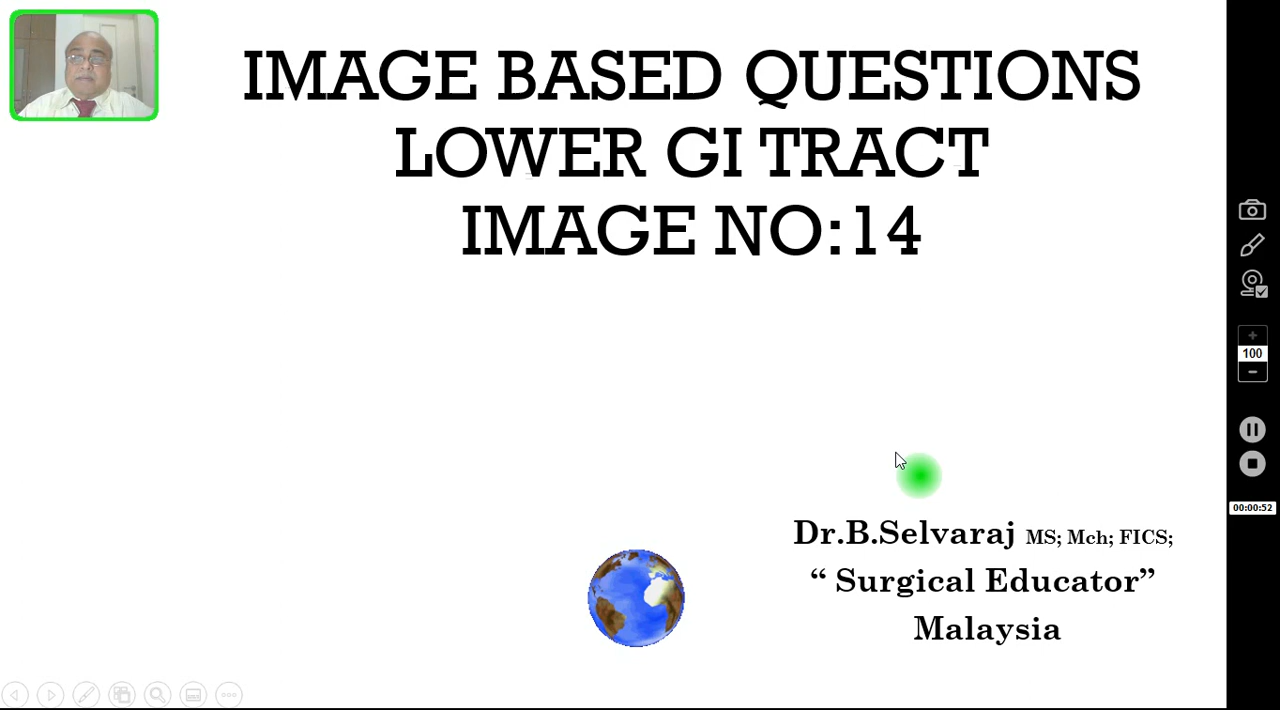 IMAGE BASED QUESTIONS
LOWER GI TRACT
IMAGE NO:14
100
00:00:52
Dr.B.Selvaraj MS; Mch; FICS;
“ Surgical Educator”
Malaysia